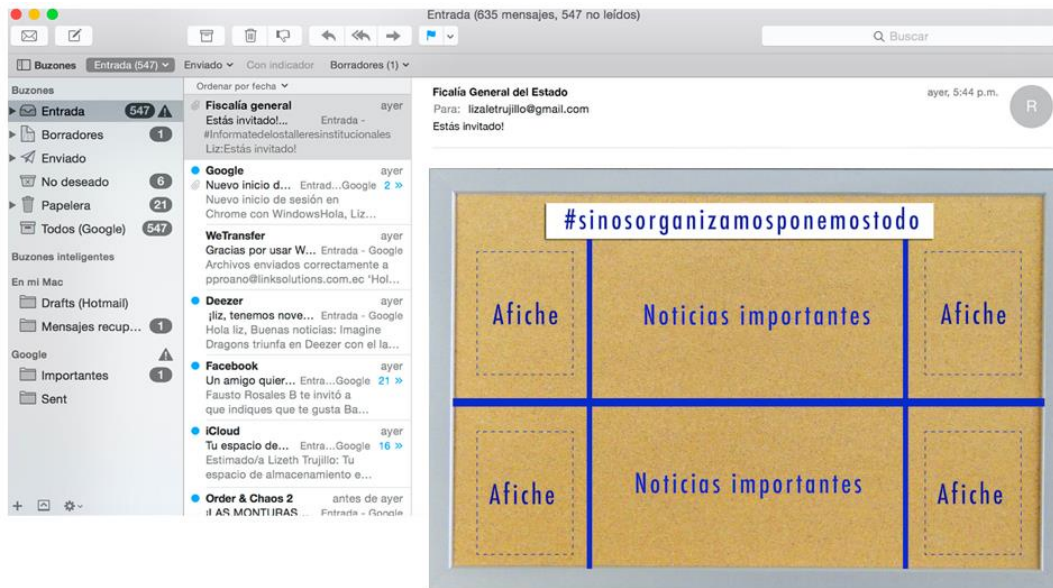 Entrada (635 mensajes, 547 no leídos)
Buscar
Buzones Entrada (547) Enviado Con indicador Borradores (1)
Buzones
Entrada 547
Borradores 1
Enviado
No deseado 6
Papelera 21
Todos (Google) 547
Buzones inteligentes
En mi Mac
Drafts (Hotmail)
Mensajes recup... 1
Google
Importantes 1
Sent
Ordenar por fecha
Fiscalía general ayer
Estás invitado!... Entrada -
#Informatedelostalleresinstitucionales
Liz:Estás invitado!
Google ayer
Nuevo inicio d... Entrad...Google 2 »
Nuevo inicio de sesión en
Chrome con WindowsHola, Liz...
WeTransfer ayer
Gracias por usar W... Entrada - Google
Archivos enviados correctamente a
pproano@linksolutions.com.ec 'Hol...
Deezer ayer
¡liz, tenemos nove... Entrada - Google
Hola liz, Buenas noticias: Imagine
Dragons triunfa en Deezer con el la...
Facebook ayer
Un amigo quier... Entra...Google 21 »
Fausto Rosales B te invitó a
que indiques que te gusta Ba...
iCloud ayer
Tu espacio de... Entra...Google 16 »
Estimado/a Lizeth Trujillo: Tu
espacio de almacenamiento e...
Order & Chaos 2 antes de ayer
¡LAS MONTURAS ... Entrada - Google
Ficalía General del Estado ayer, 5:44 p.m.
R
Para: lizaletrujillo@gmail.com
Estás invitado!
#sinosorganizamosponemostodo
Afiche Noticias importantes Afiche
Afiche Noticias importantes Afiche